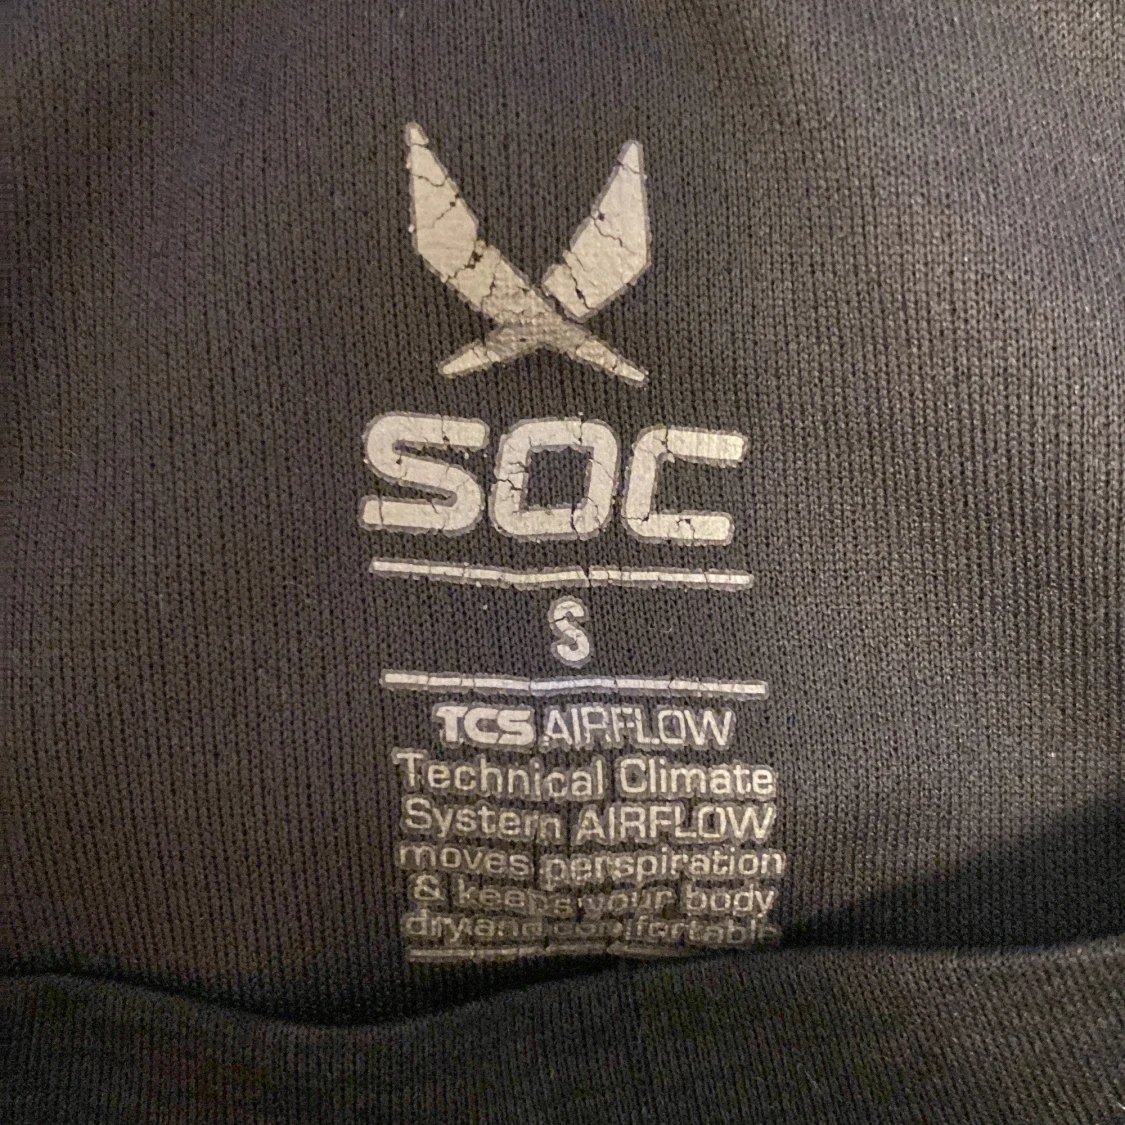 SOC
S
TCS AIRFLOW
Technical Climate
System AIRFLOW
moves perspiration
& keeps your body
dry and comfortable